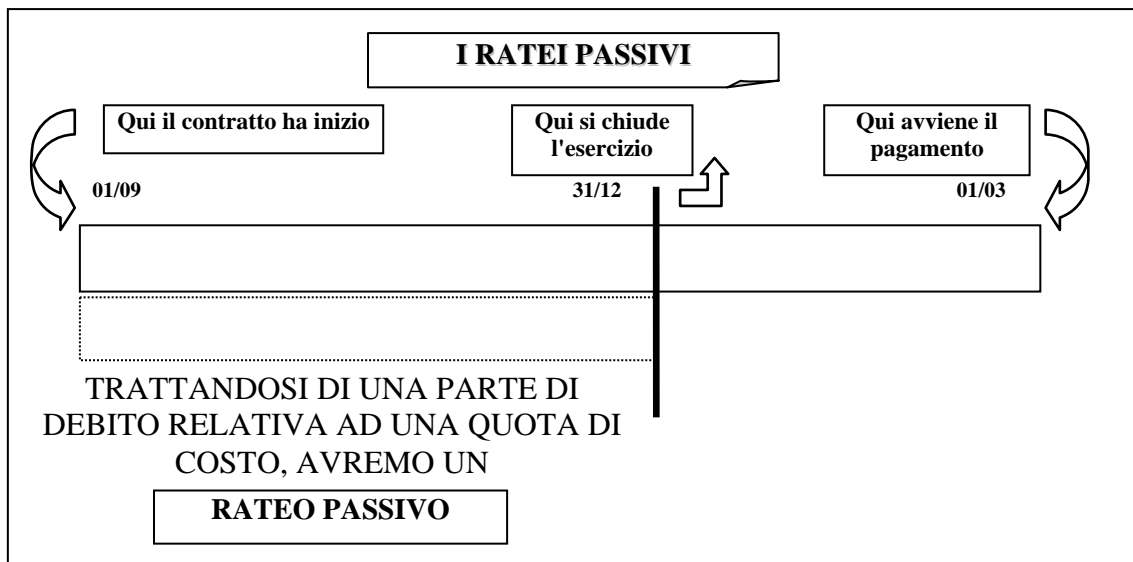 I RATEI PASSIVI
Qui il contratto ha inizio
Qui si chiude
l'esercizio
Qui avviene il
pagamento
01/09
31/12
01/03
TRATTANDOSI DI UNA PARTE DI
DEBITO RELATIVA AD UNA QUOTA DI
COSTO, AVREMO UN
RATEO PASSIVO